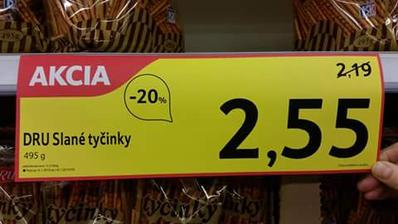 AKCIA
-20%
2,19
2,55
DRU Slané tyčinky
495 g